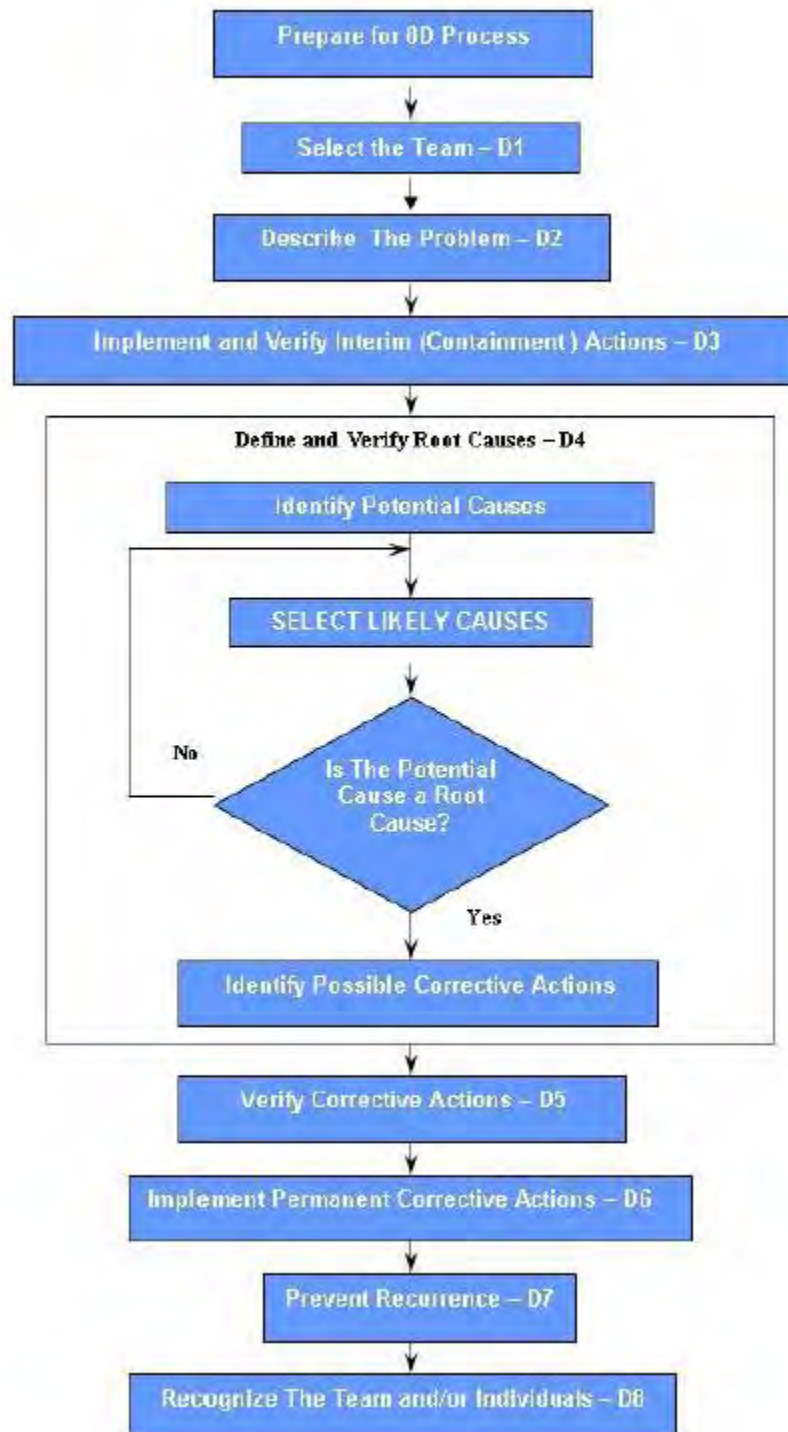 Prepare for 8D Process
Select the Team – D1
Describe The Problem – D2
Implement and Verify Interim (Containment) Actions – D3
Define and Verify Root Causes – D4
Identify Potential Causes
SELECT LIKELY CAUSES
No
Is The Potential
Cause a Root
Cause?
Yes
Identify Possible Corrective Actions
Verify Corrective Actions – D5
Implement Permanent Corrective Actions – D6
Prevent Recurrence – D7
Recognize The Team and/or Individuals – D8